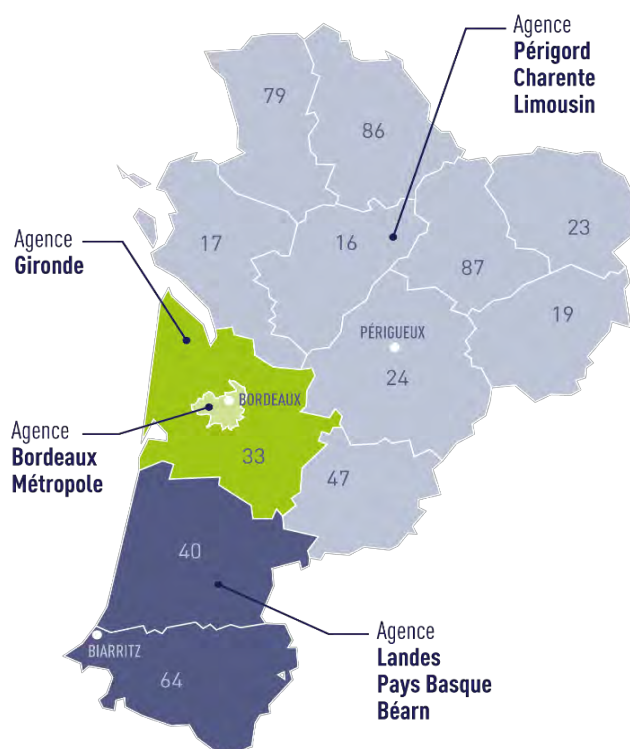 Agence
Périgord
Charente
Limousin
79
86
23
17
16
87
Agence
Gironde
19
PÉRIGUEUX
24
BORDEAUX
Agence
Bordeaux
Métropole
33
47
40
Agence
Landes
Pays Basque
Béarn
BIARRITZ
64